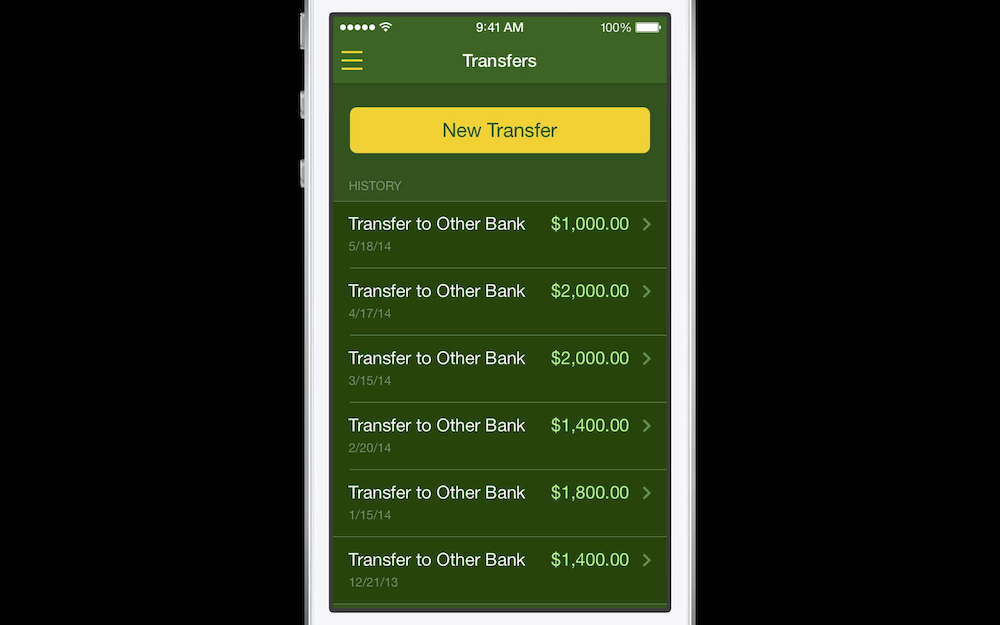 9:41 AM
100%
Transfers
New Transfer
HISTORY
Transfer to Other Bank $1,000.00
5/18/14
Transfer to Other Bank $2,000.00
4/17/14
Transfer to Other Bank $2,000.00
3/15/14
Transfer to Other Bank $1,400.00
2/20/14
Transfer to Other Bank $1,800.00
1/15/14
Transfer to Other Bank $1,400.00
12/21/13